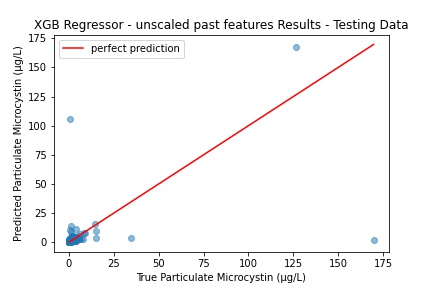 XGB Regressor - unscaled past features Results - Testing Data
perfect prediction
Predicted Particulate Microcystin (µg/L)
175
150
125
100
75
50
25
0
0 25 50 75 100 125 150 175
True Particulate Microcystin (µg/L)